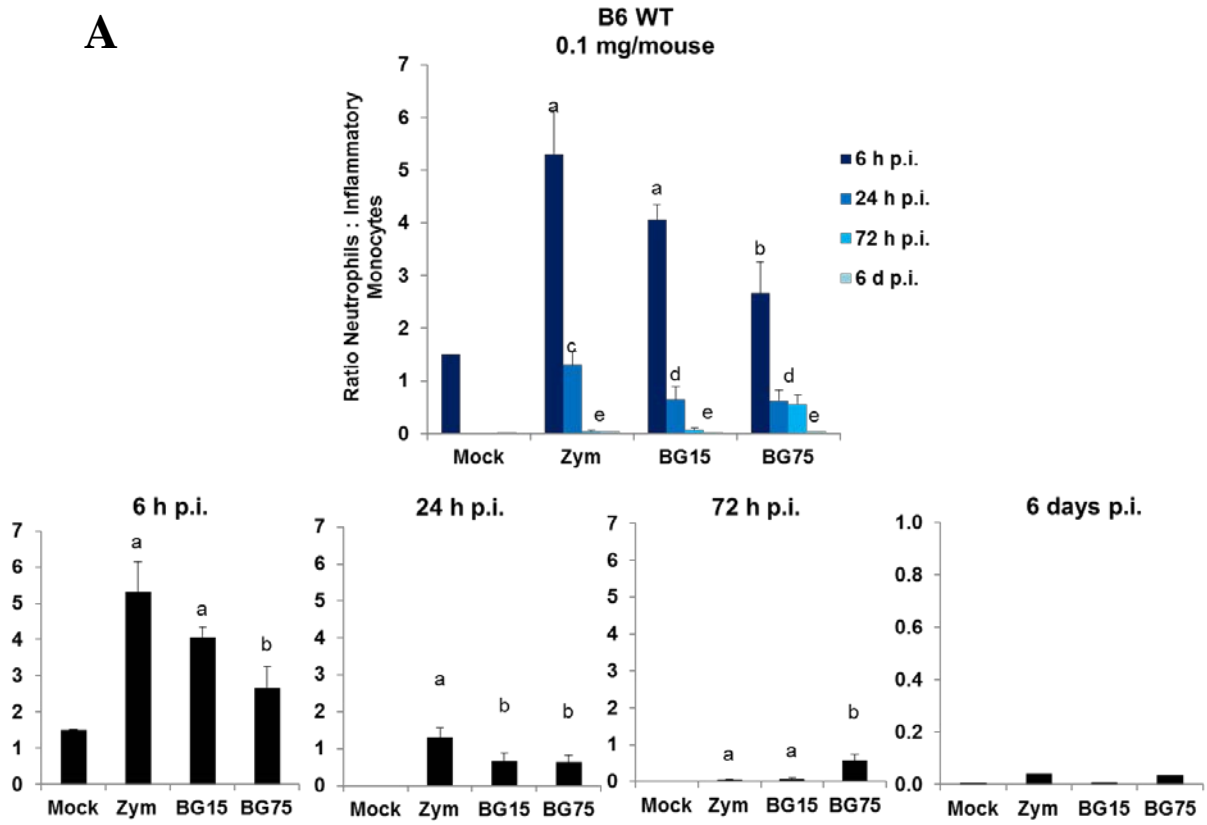 A
B6 WT
0.1 mg/mouse
Ratio Neutrophils : Inflammatory
Monocytes
7
6
5
4
3
2
1
0
a
c
e
a
d
e
b
d
e
Mock Zym BG15 BG75
6 h p.i.
24 h p.i.
72 h p.i.
6 d p.i.
6 h p.i.
7
6
5
4
3
2
1
0
a
a
b
Mock Zym BG15 BG75
24 h p.i.
7
6
5
4
3
2
1
0
a
b
b
Mock Zym BG15 BG75
72 h p.i.
7
6
5
4
3
2
1
0
a
a
b
Mock Zym BG15 BG75
6 days p.i.
1.0
0.8
0.6
0.4
0.2
0.0
Mock Zym BG15 BG75